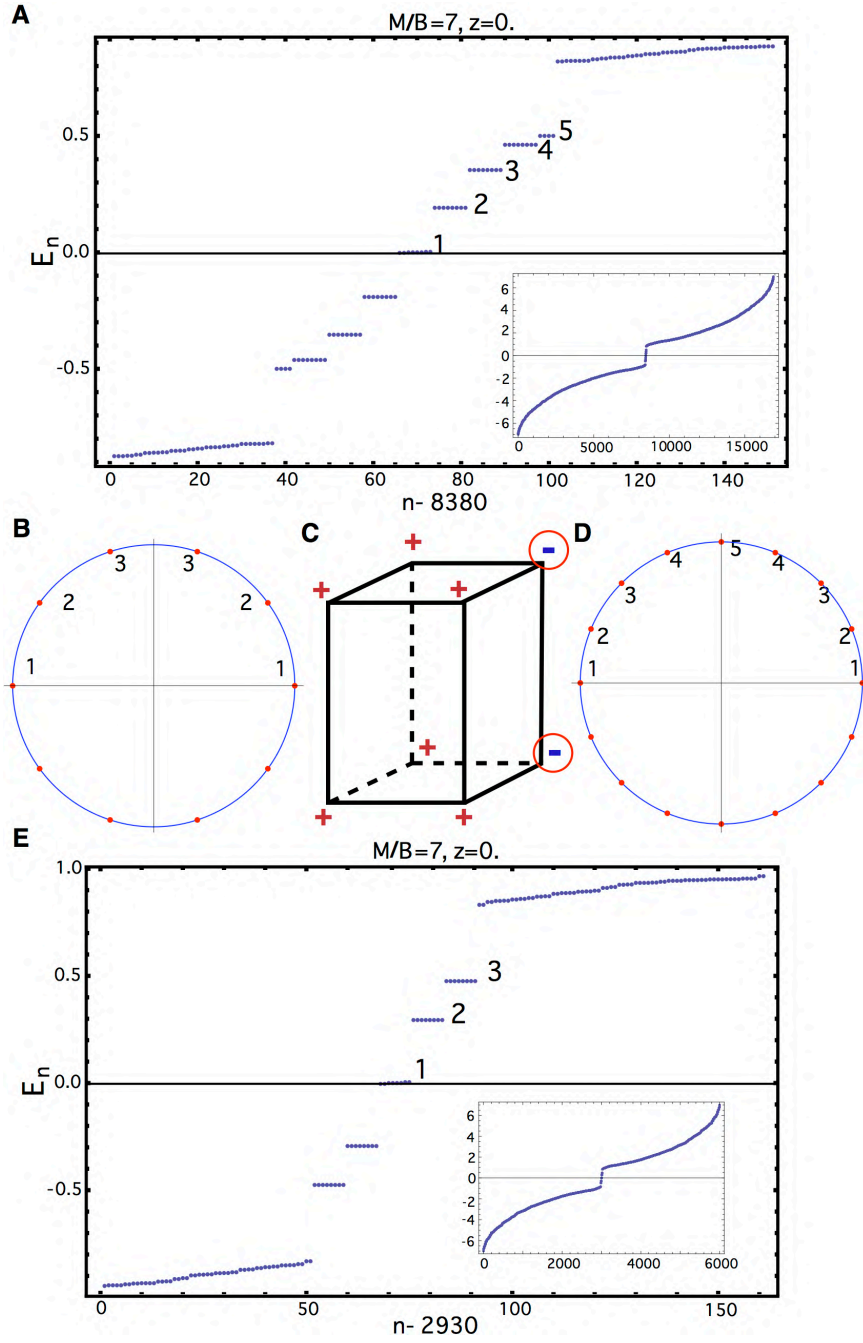 A
M/B=7, z=0.
0.5
0.0
-0.5
E_n
1
2
3
4
5
6
4
2
0
-2
-4
-6
0 5000 10000 15000
0 20 40 60 80 100 120 140
n- 8380
B
3 3
2 2
1 1
C
+ -
+ +
+ -
+ +
D
5
4 4
3 3
2 2
1 1
E
M/B=7, z=0.
1.0
0.5
0.0
-0.5
E_n
1
2
3
6
4
2
0
-2
-4
-6
0 2000 4000 6000
0 50 100 150
n- 2930